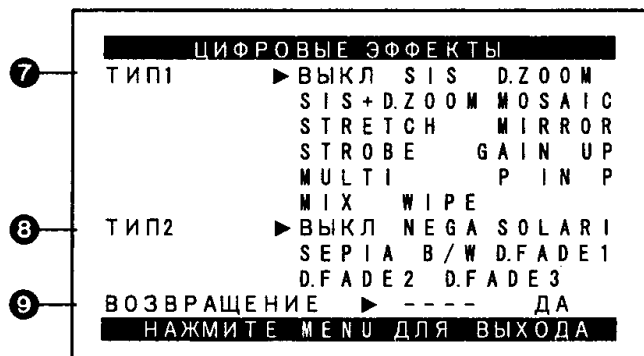 ЦИФРОВЫЕ ЭФФЕКТЫ
7 ТИП1 ▶ВЫКЛ SIS D.ZOOM
SIS+D.ZOOM MOSAIC
STRETCH MIRROR
STROBE GAIN UP
MULTI P IN P
MIX WIPE
8 ТИП2 ▶ВЫКЛ NEGA SOLARI
SEPIA B/W D.FADE1
D.FADE2 D.FADE3
9 ВОЗВРАЩЕНИЕ ▶ ---- ДА
НАЖМИТЕ MENU ДЛЯ ВЫХОДА